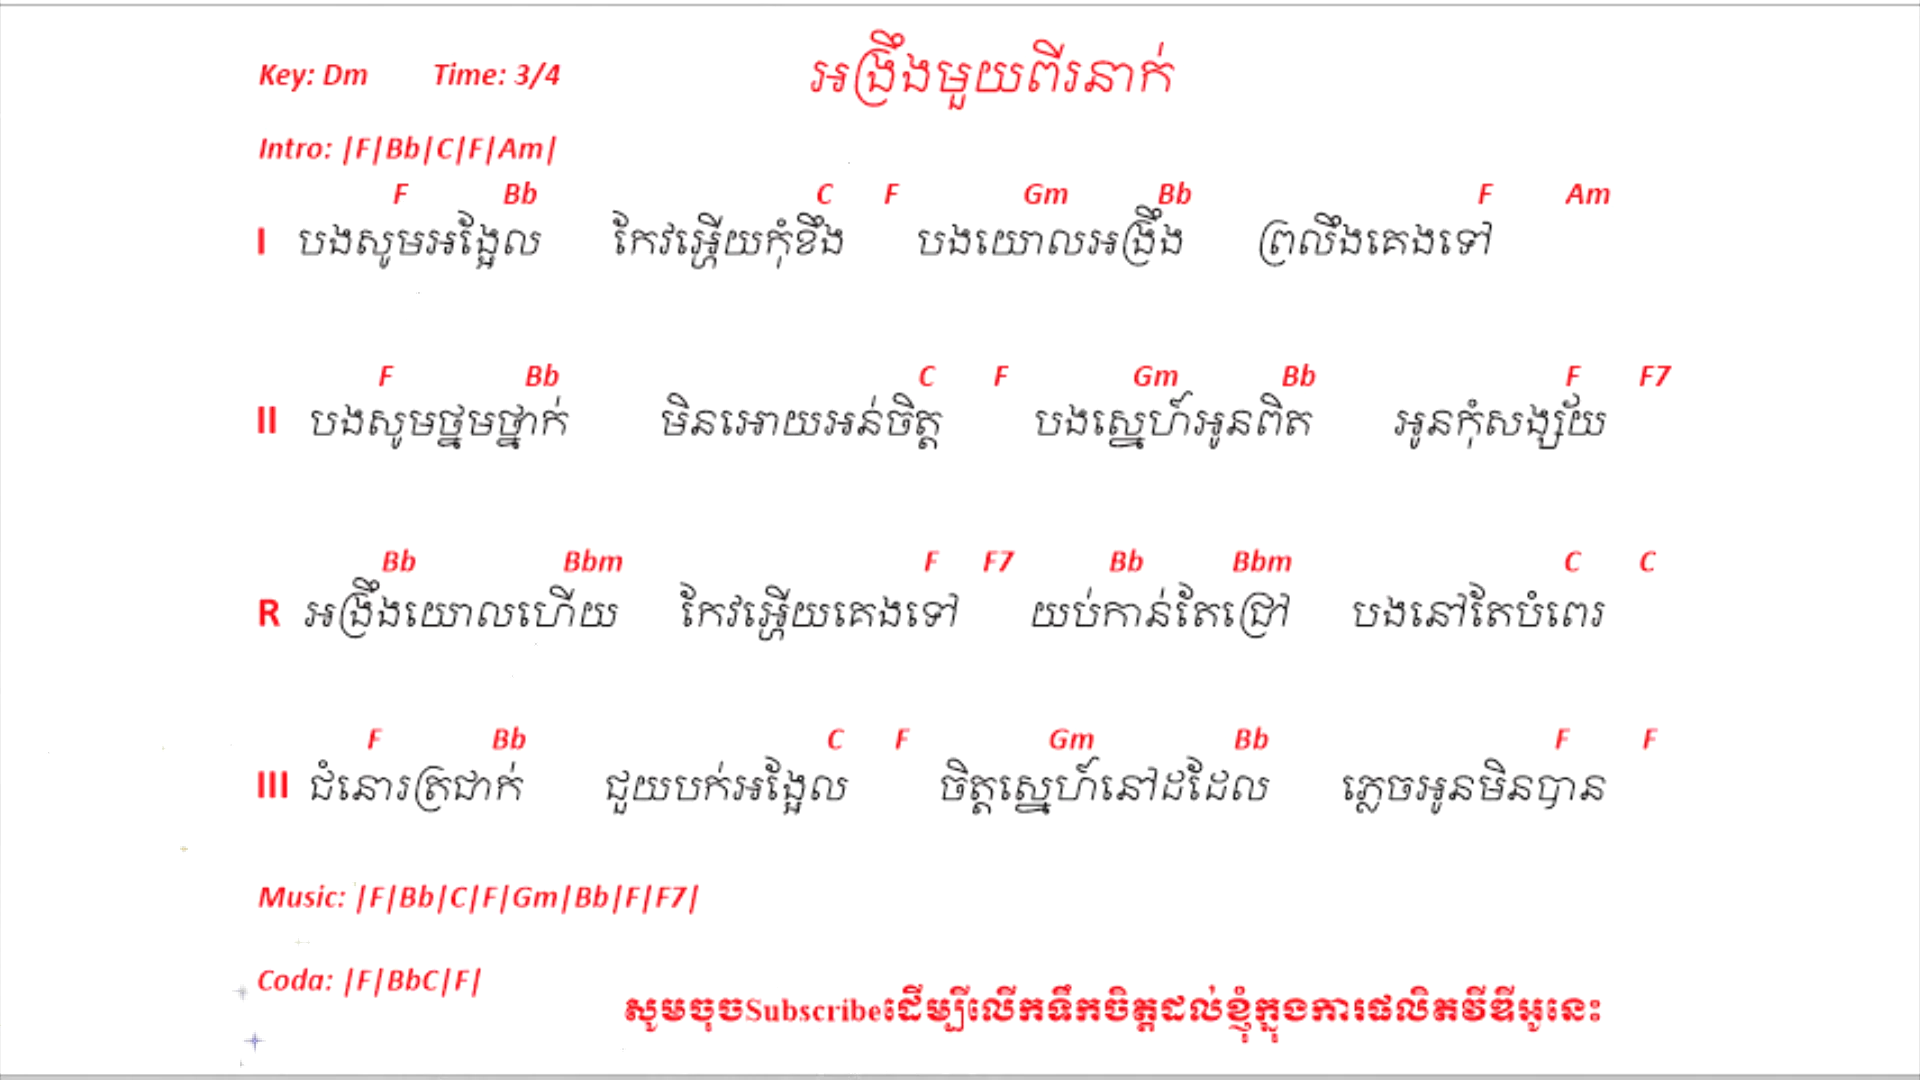 Key: Dm Time: 3/4 អង្រឹងមួយពីរនាក់
Intro: |F|Bb|C|F|Am|
F Bb C F Gm Bb F Am
I បងសូមអង្អែល កែវអើយកុំខឹង បងយោលអង្រឹង ព្រលឹងគេងទៅ
F Bb C F Gm Bb F F7
II បងសូមថ្នមថ្នាក់ មិនអោយអន់ចិត្ត បងស្នេហ៍អូនពិត អូនកុំសង្ស័យ
Bb Bbm F F7 Bb Bbm C C
R អង្រឹងយោលហើយ កែវអើយគេងទៅ យប់កាន់តែជ្រៅ បងនៅតែបំពេរ
F Bb C F Gm Bb F F
III ជំនោរត្រជាក់ ជួយបក់អង្អែល ចិត្តស្នេហ៍នៅដដែល ភ្លេចអូនមិនបាន
Music: |F|Bb|C|F|Gm|Bb|F|F7|
Coda: |F|BbC|F|
សូមចុចSubscribeដើម្បីលើកទឹកចិត្តដល់ខ្ញុំក្នុងការផលិតវីឌីអូនេះ